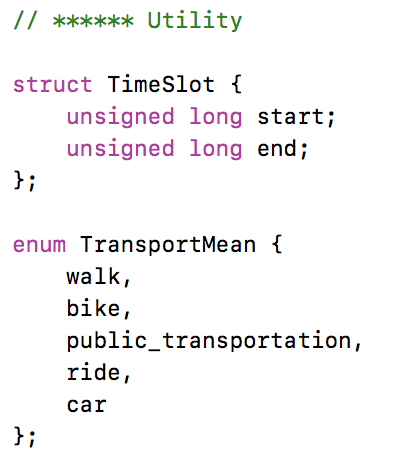 // ****** Utility
struct TimeSlot {
    unsigned long start;
    unsigned long end;
};
enum TransportMean {
    walk,
    bike,
    public_transportation,
    ride,
    car
};